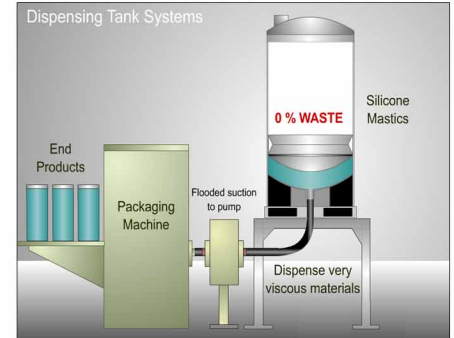 Dispensing Tank Systems
0 % WASTE
Silicone
Mastics
End
Products
Flooded suction
to pump
Packaging
Machine
Dispense very
viscous materials